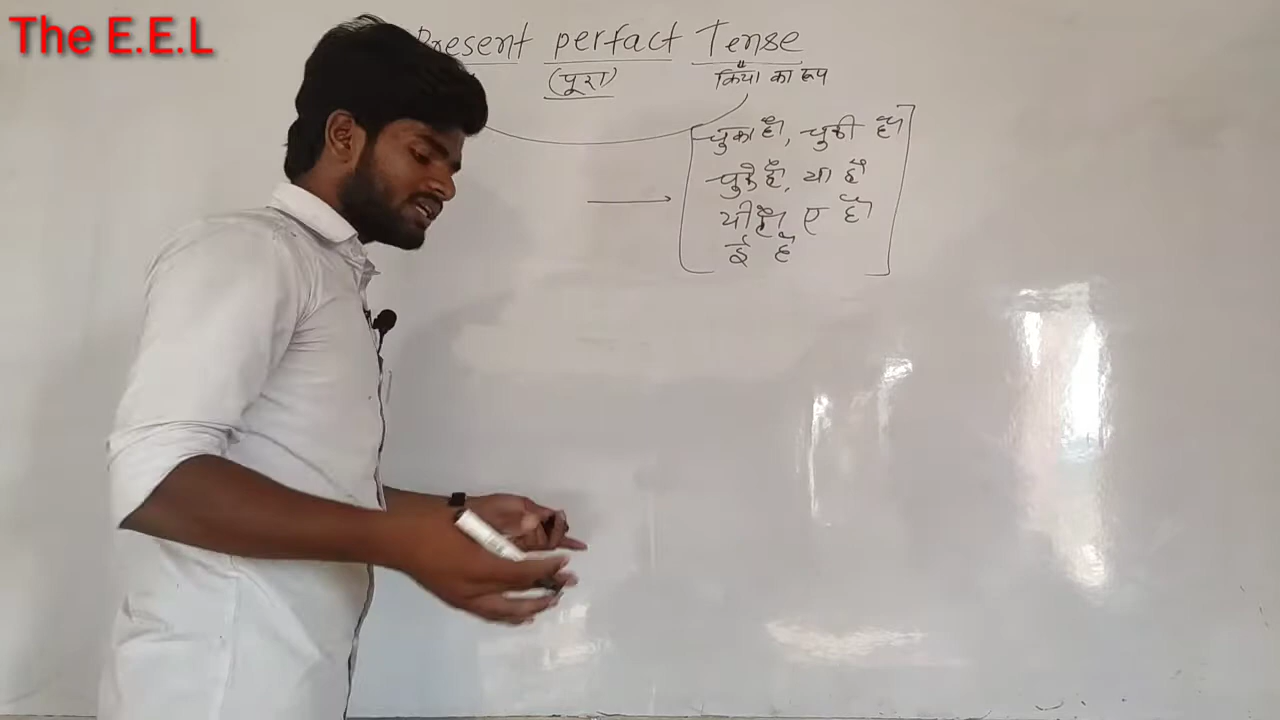 The E.E.L
Present perfact Tense
(पूरा)
क्रिया का रूप
चुका है, चुकी है
चुके हैं, या है
यी है, ए हैं
ई है